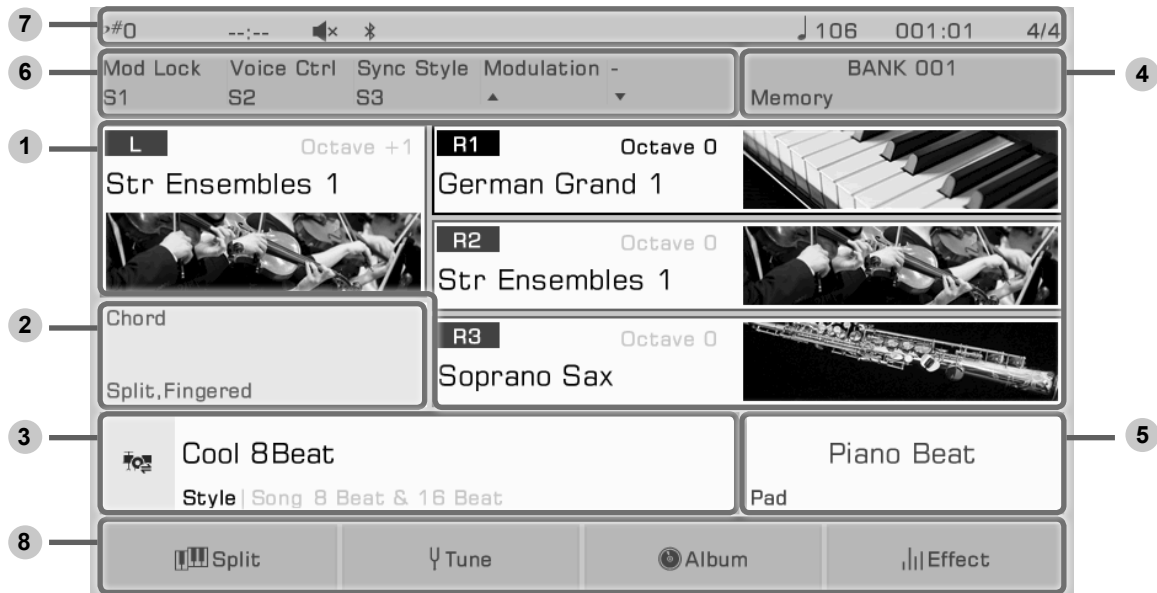 7
♭#0 --:-- ♩ 106 001:01 4/4
6
Mod Lock Voice Ctrl Sync Style Modulation -
S1 S2 S3 ▲ ▼
BANK 001
Memory
4
1
L Octave +1
Str Ensembles 1
R1 Octave 0
German Grand 1
R2 Octave 0
Str Ensembles 1
R3 Octave 0
Soprano Sax
2
Chord
Split,Fingered
3
Cool 8Beat
Style | Song 8 Beat & 16 Beat
Piano Beat
Pad
5
8
Split Tune Album Effect